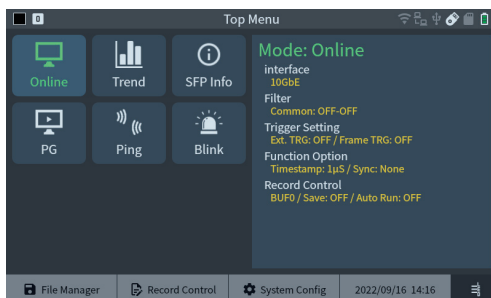 0
Top Menu
Online
Trend
SFP Info
PG
Ping
Blink
Mode: Online
interface
10GbE
Filter
Common: OFF-OFF
Trigger Setting
Ext. TRG: OFF / Frame TRG: OFF
Function Option
Timestamp: 1μS / Sync: None
Record Control
BUF0 / Save: OFF / Auto Run: OFF
File Manager
Record Control
System Config
2022/09/16 14:16